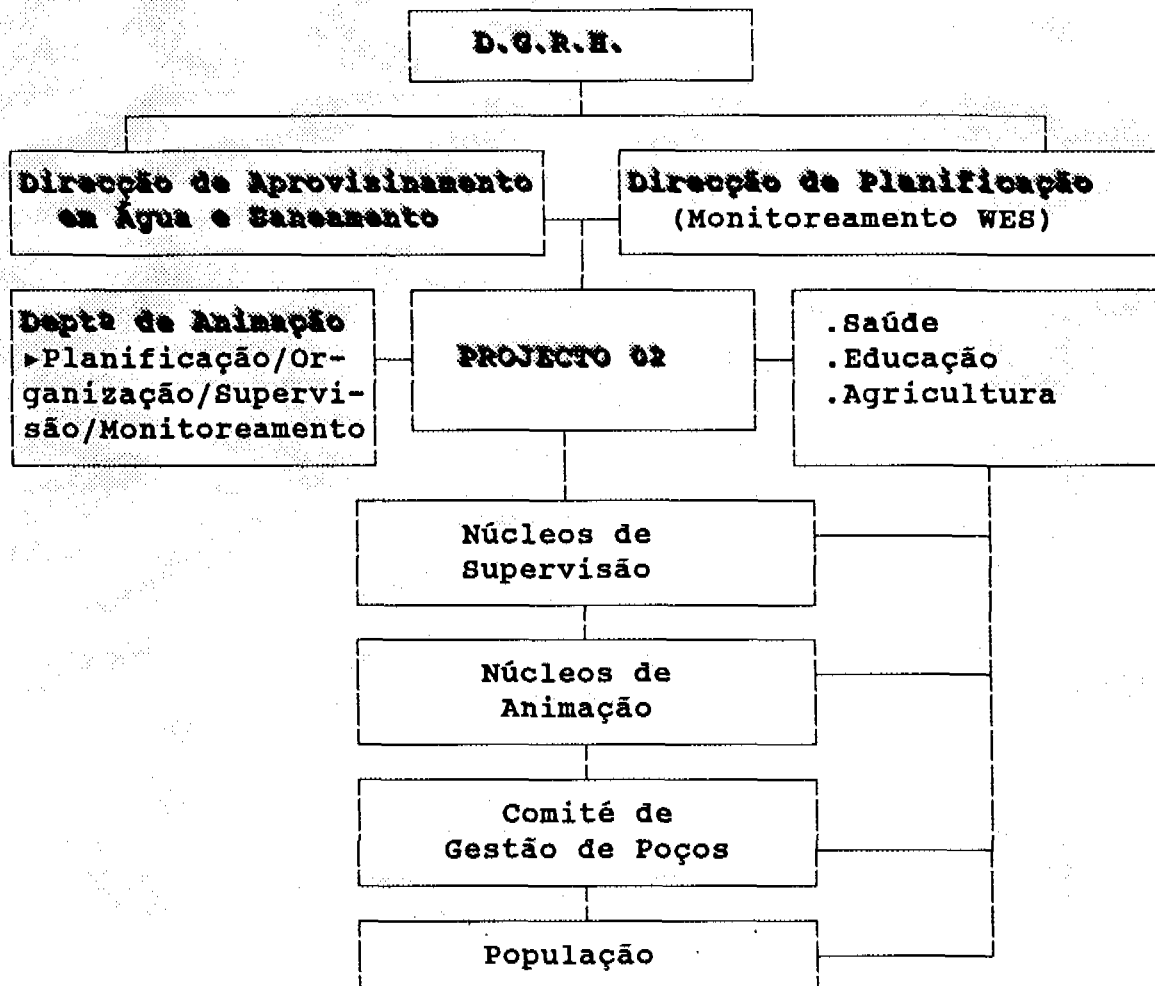 D.G.R.H.
Direcção de Aprovisinamento
em Água e Saneamento
Direcção de Planificação
(Monitoreamento WES)
Deptº de Animação
►Planificação/Or-
ganização/Supervi-
são/Monitoreamento
PROJECTO 02
.Saúde
.Educação
.Agricultura
Núcleos de
Supervisão
Núcleos de
Animação
Comité de
Gestão de Poços
População